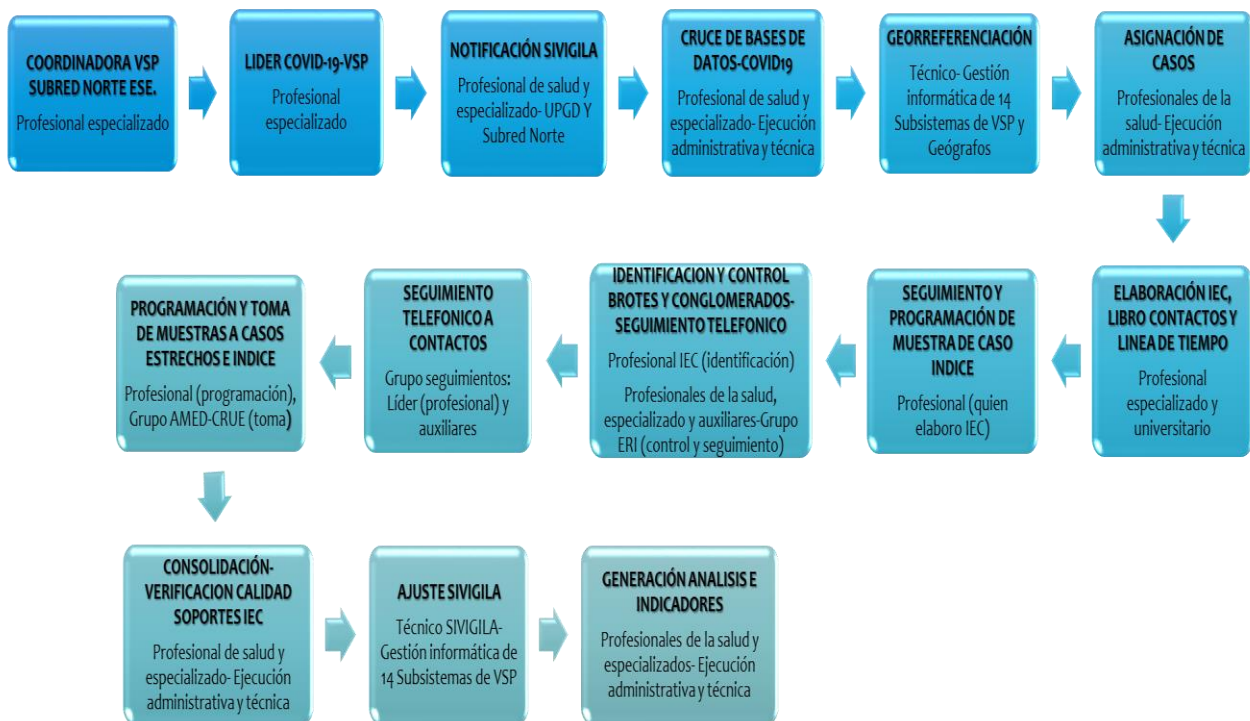 COORDINADORA VSP
SUBRED NORTE ESE.
Profesional especializado
LIDER COVID-19-VSP
Profesional
especializado
NOTIFICACIÓN SIVIGILA
Profesional de salud y
especializado- UPGD Y
Subred Norte
CRUCE DE BASES DE
DATOS-COVID19
Profesional de salud y
especializado- Ejecución
administrativa y técnica
GEORREFERENCIACIÓN
Técnico- Gestión
informática de 14
Subsistemas de VSP y
Geógrafos
ASIGNACIÓN DE
CASOS
Profesionales de la
salud- Ejecución
administrativa y técnica
ELABORACIÓN IEC,
LIBRO CONTACTOS Y
LINEA DE TIEMPO
Profesional
especializado y
universitario
SEGUIMIENTO Y
PROGRAMACIÓN DE
MUESTRA DE CASO
INDICE
Profesional (quien
elaboro IEC)
IDENTIFICACION Y CONTROL
BROTES Y CONGLOMERADOS-
SEGUIMIENTO TELEFONICO
Profesional IEC (identificación)
Profesionales de la salud,
especializado y auxiliares-Grupo
ERI (control y seguimiento)
SEGUIMIENTO
TELEFONICO A
CONTACTOS
Grupo seguimientos:
Líder (profesional) y
auxiliares
PROGRAMACIÓN Y TOMA
DE MUESTRAS A CASOS
ESTRECHOS E INDICE
Profesional (programación),
Grupo AMED-CRUE (toma)
CONSOLIDACIÓN-
VERIFICACION CALIDAD
SOPORTES IEC
Profesional de salud y
especializado- Ejecución
administrativa y técnica
AJUSTE SIVIGILA
Técnico SIVIGILA-
Gestión informática de
14 Subsistemas de VSP
GENERACIÓN ANALISIS E
INDICADORES
Profesionales de la salud y
especializados- Ejecución
administrativa y técnica